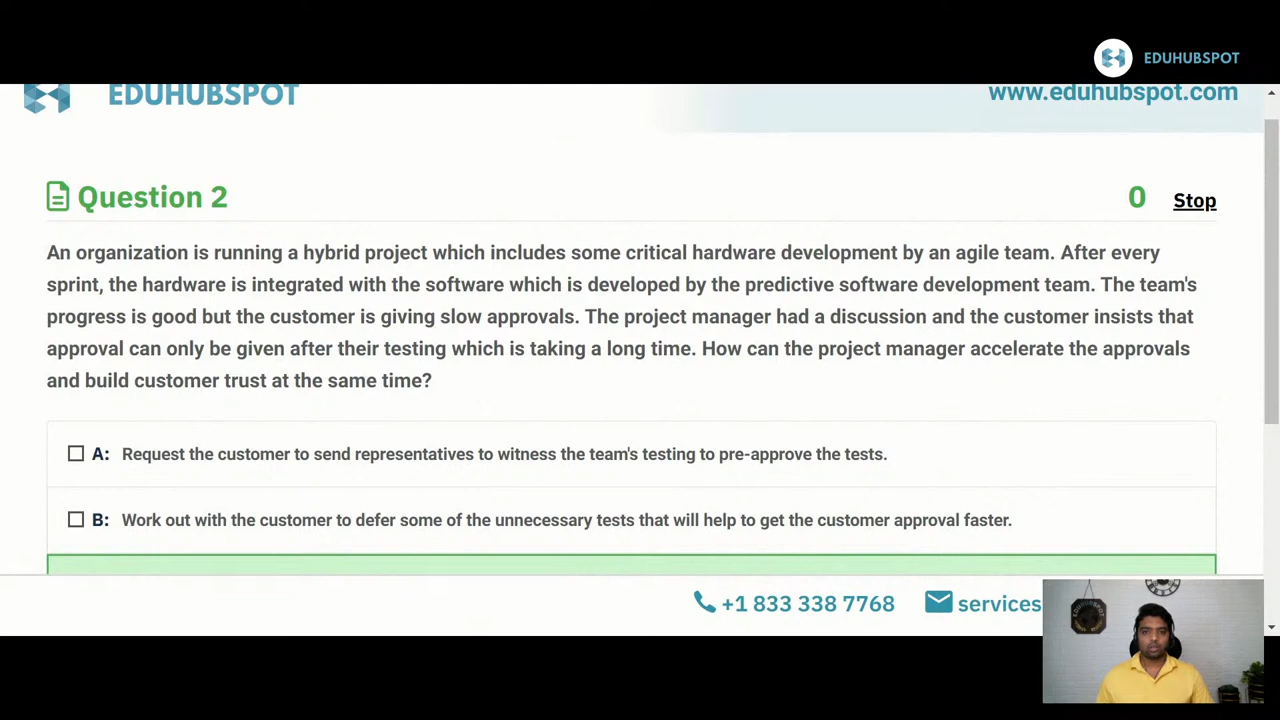 EDUHUBSPOT
EDUHUBSPOT
www.eduhubspot.com
Question 2
0 Stop
An organization is running a hybrid project which includes some critical hardware development by an agile team. After every
sprint, the hardware is integrated with the software which is developed by the predictive software development team. The team's
progress is good but the customer is giving slow approvals. The project manager had a discussion and the customer insists that
approval can only be given after their testing which is taking a long time. How can the project manager accelerate the approvals
and build customer trust at the same time?
A: Request the customer to send representatives to witness the team's testing to pre-approve the tests.
B: Work out with the customer to defer some of the unnecessary tests that will help to get the customer approval faster.
+1 833 338 7768
services